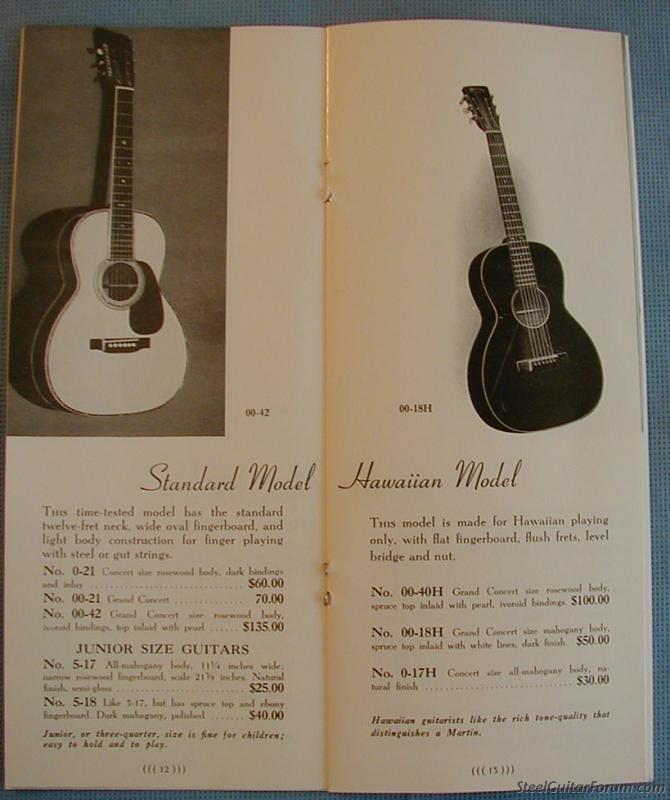 00-42
Standard Model
THIS time-tested model has the standard
twelve-fret neck, wide oval fingerboard, and
light body construction for finger playing
with steel or gut strings.
No. 0-21 Concert size rosewood body, dark bindings
and inlay .......... $60.00
No. 00-21 Grand Concert .......... 70.00
No. 00-42 Grand Concert size rosewood body,
ivoroid bindings, top inlaid with pearl ...... $135.00
JUNIOR SIZE GUITARS
No. 5-17 All-mahogany body, 11¼ inches wide;
narrow rosewood fingerboard, scale 21⅜ inches. Natural
finish, semi-gloss .......... $25.00
No. 5-18 Like 5-17, but has spruce top and ebony
fingerboard. Dark mahogany, polished ...... $40.00
Junior, or three-quarter, size is fine for children;
easy to hold and to play.
((( 12 )))
00-18H
Hawaiian Model
THIS model is made for Hawaiian playing
only, with flat fingerboard, flush frets, level
bridge and nut.
No. 00-40H Grand Concert size rosewood body,
spruce top inlaid with pearl, ivoroid bindings. $100.00
No. 00-18H Grand Concert size mahogany body,
spruce top inlaid with white lines, dark finish. $50.00
No. 0-17H Concert size all-mahogany body, na-
tural finish .......... $30.00
Hawaiian guitarists like the rich tone-quality that
distinguishes a Martin.
((( 13 )))
SteelGuitarForum.com